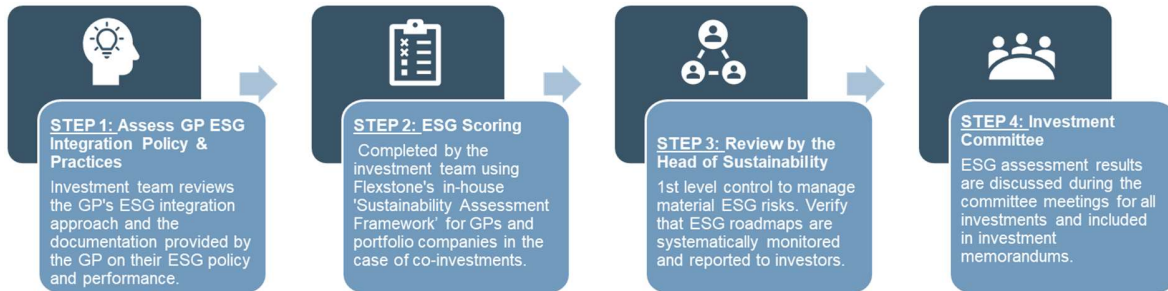 STEP 1: Assess GP ESG
Integration Policy &
Practices
Investment team reviews
the GP's ESG integration
approach and the
documentation provided by
the GP on their ESG policy
and performance.
STEP 2: ESG Scoring
Completed by the
investment team using
Flexstone's in-house
'Sustainability Assessment
Framework' for GPs and
portfolio companies in the
case of co-investments.
STEP 3: Review by the
Head of Sustainability
1st level control to manage
material ESG risks. Verify
that ESG roadmaps are
systematically monitored
and reported to investors.
STEP 4: Investment
Committee
ESG assessment results
are discussed during the
committee meetings for all
investments and included
in investment
memorandums.